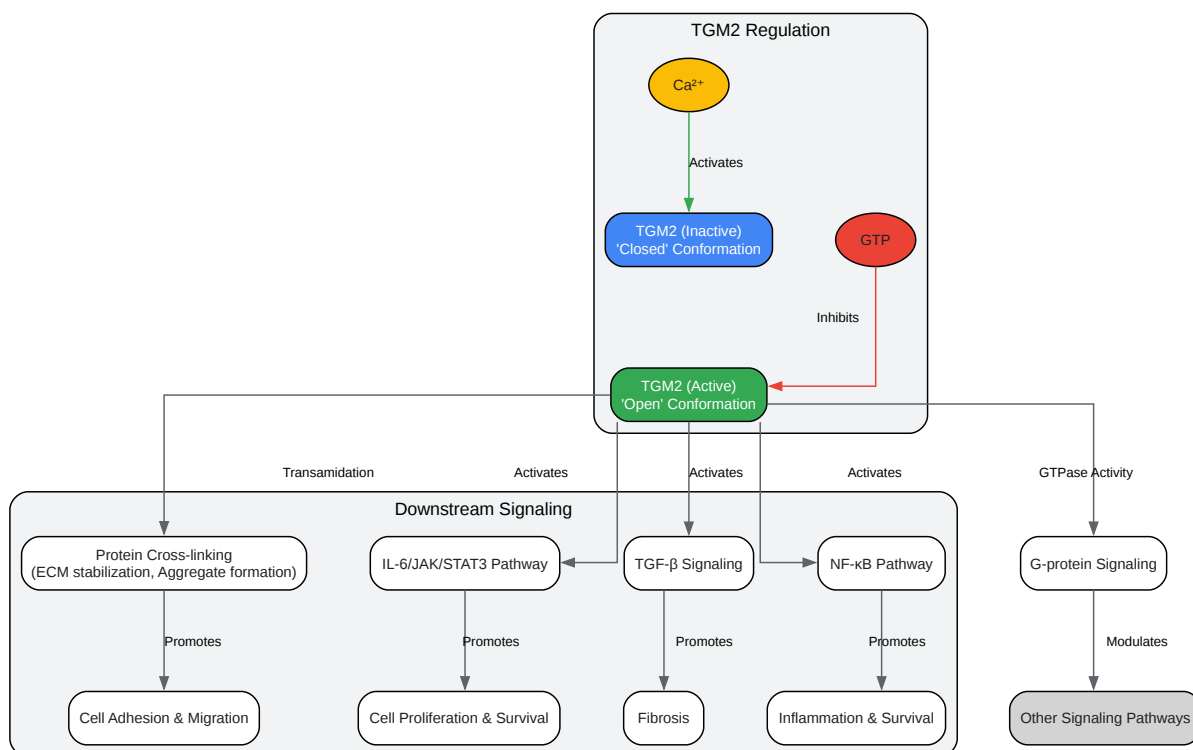 TGM2 Regulation
Ca²⁺
Activates
TGM2 (Inactive)
'Closed' Conformation
GTP
Inhibits
TGM2 (Active)
'Open' Conformation
Transamidation
Activates
Activates
Activates
GTPase Activity
Downstream Signaling
Protein Cross-linking
(ECM stabilization, Aggregate formation)
IL-6/JAK/STAT3 Pathway
TGF-β Signaling
NF-κB Pathway
G-protein Signaling
Promotes
Promotes
Promotes
Promotes
Modulates
Cell Adhesion & Migration
Cell Proliferation & Survival
Fibrosis
Inflammation & Survival
Other Signaling Pathways